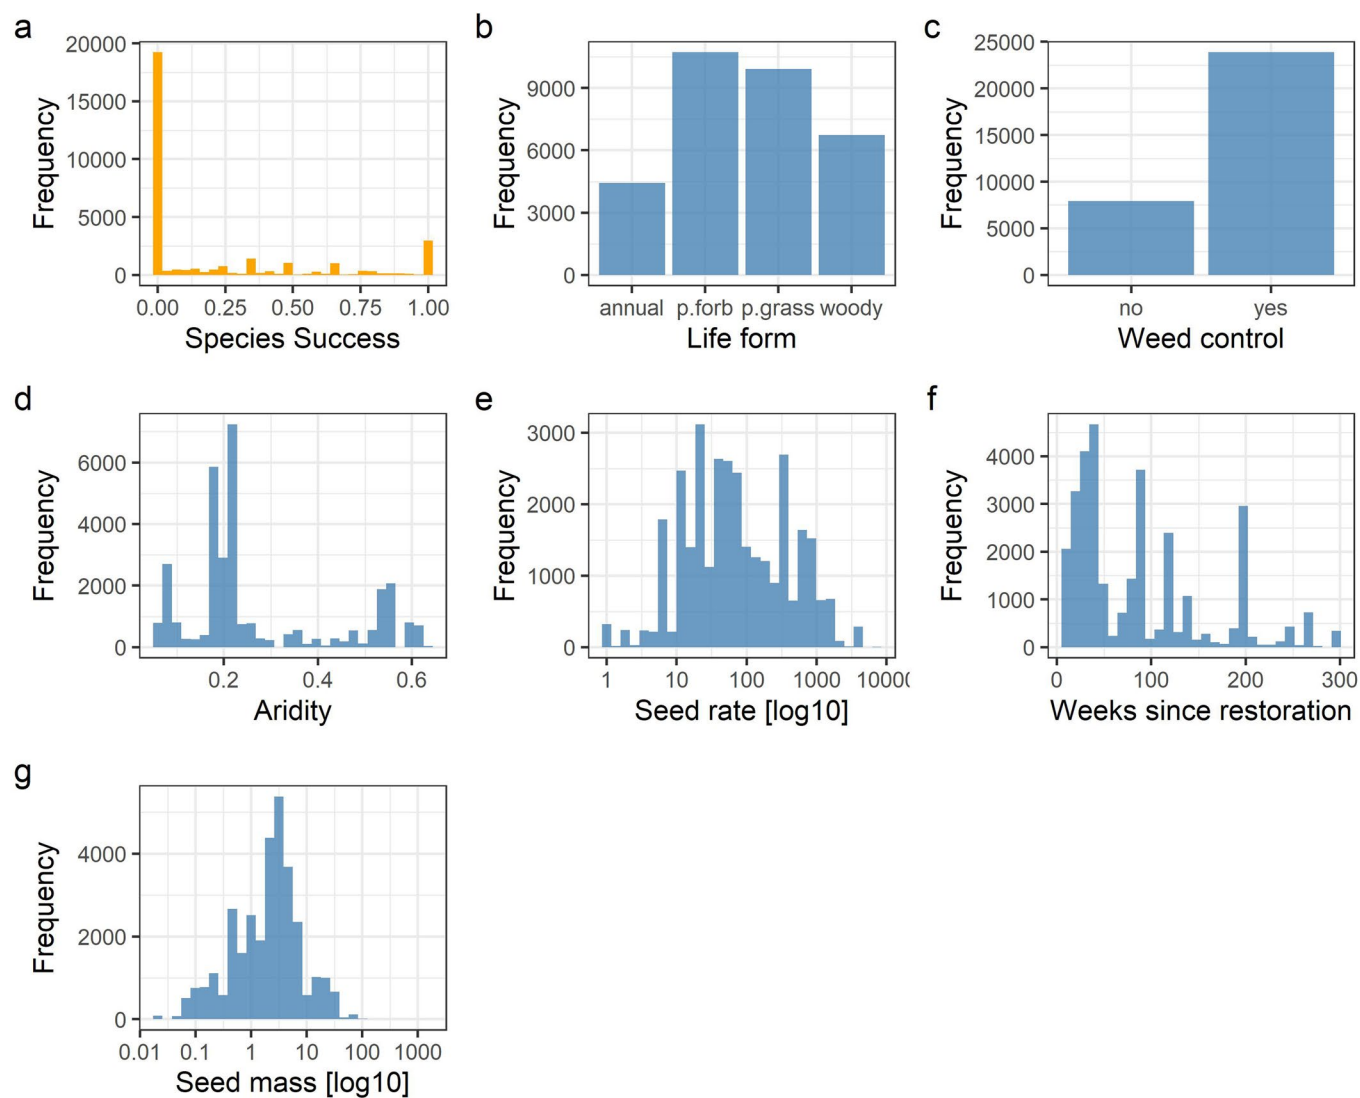 a
20000
15000
10000
5000
0
Frequency
0.00 0.25 0.50 0.75 1.00
Species Success
b
9000
6000
3000
0
Frequency
annual p.forb p.grass woody
Life form
c
25000
20000
15000
10000
5000
0
Frequency
no yes
Weed control
d
6000
4000
2000
0
Frequency
0.2 0.4 0.6
Aridity
e
3000
2000
1000
0
Frequency
1 10 100 1000 10000
Seed rate [log10]
f
4000
3000
2000
1000
0
Frequency
0 100 200 300
Weeks since restoration
g
4000
2000
0
Frequency
0.01 0.1 1 10 100 1000
Seed mass [log10]